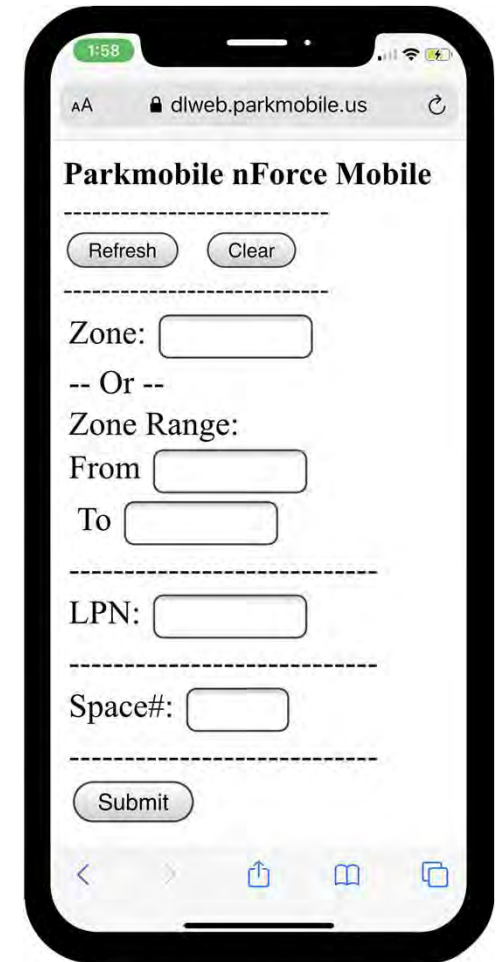 1:58
AA dlweb.parkmobile.us
Parkmobile nForce Mobile
----------------------------
Refresh Clear
----------------------------
Zone:
-- Or --
Zone Range:
From
To
---------------------------------
LPN:
---------------------------------
Space#:
---------------------------------
Submit